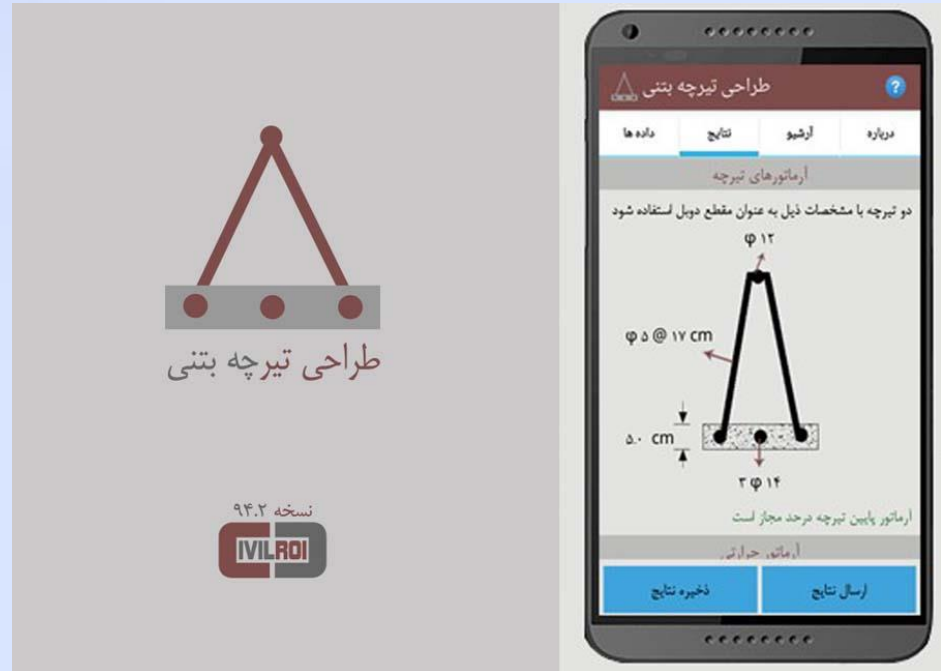 طراحی تیرچه بتنی
نسخه ۹۴.۲
IVILROI
طراحی تیرچه بتنی
?
درباره
آرشیو
نتایج
داده ها
آرماتورهای تیرچه
دو تیرچه با مشخصات ذیل به عنوان مقطع دوبل استفاده شود
φ ۱۲
φ ۵ @ ۱۷ cm
۵.۰ cm
۳ φ ۱۴
آرماتور پایین تیرچه درحد مجاز است
آرماتور حرارتی
ارسال نتایج
ذخیره نتایج